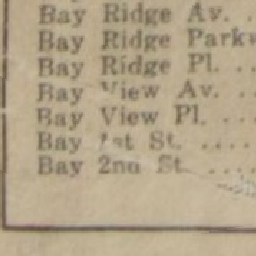 Bay Ridge Av. .
Bay Ridge Parkw
Bay Ridge Pl. ..
Bay View Av. ..
Bay View Pl. ...
Bay 1st St. ....
Bay 2nd St. ....